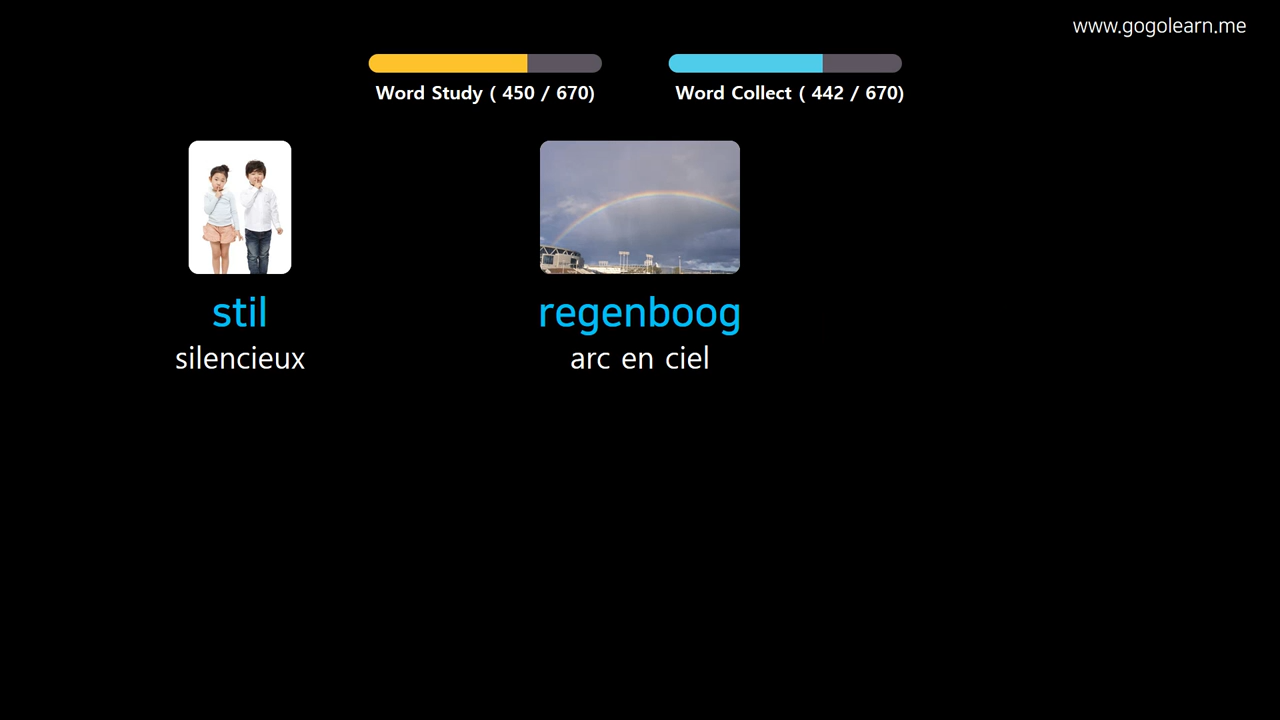 www.gogolearn.me
Word Study ( 450 / 670)
Word Collect ( 442 / 670)
stil
silencieux
regenboog
arc en ciel